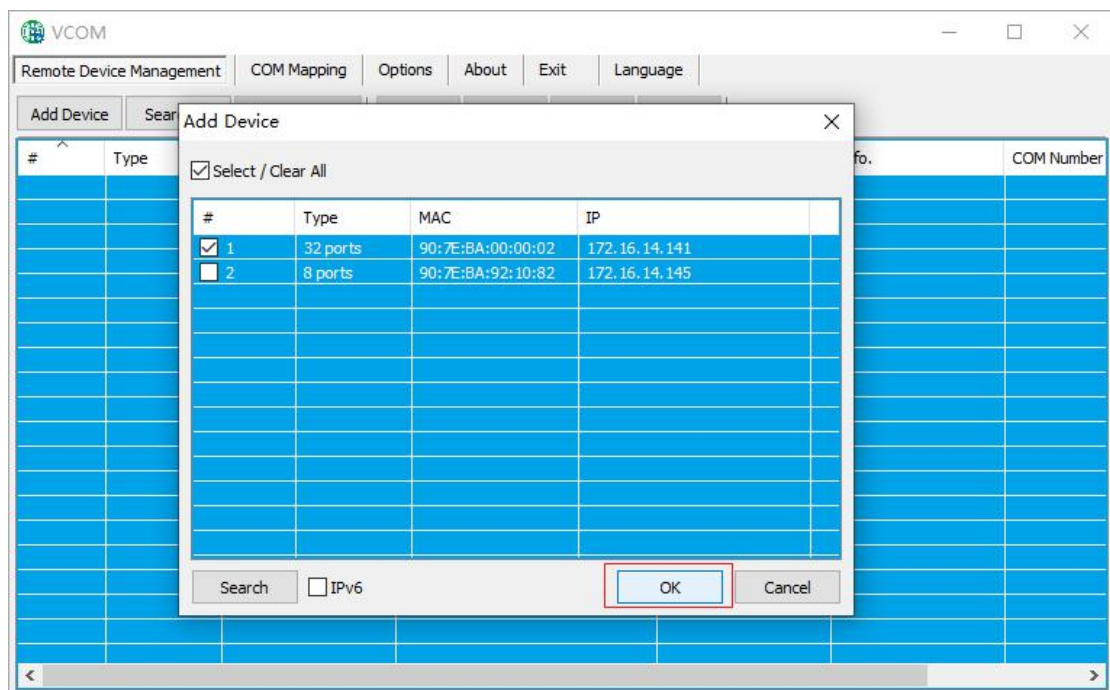 VCOM
Remote Device Management COM Mapping Options About Exit Language
Add Device
Add Device
# Type fo. COM Number
Select / Clear All
# Type MAC IP
1 32 ports 90:7E:BA:00:00:02 172.16.14.141
2 8 ports 90:7E:BA:92:10:82 172.16.14.145
Search IPv6 OK Cancel